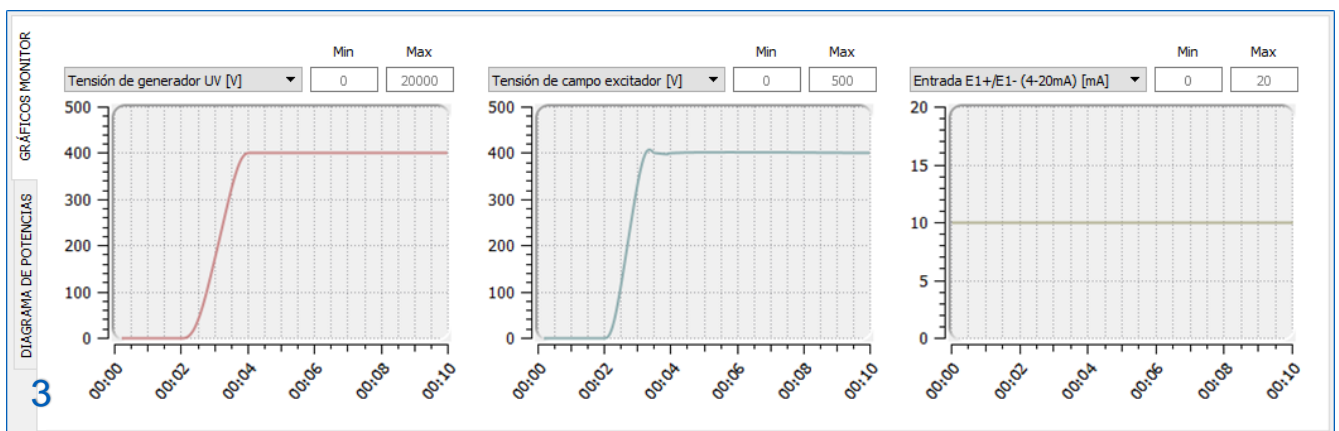 GRÁFICOS MONITOR
DIAGRAMA DE POTENCIAS
3
Min Max
Tensión de generador UV [V] 0 20000
500
400
300
200
100
0
00:00 00:02 00:04 00:06 00:08 00:10
Min Max
Tensión de campo excitador [V] 0 500
500
400
300
200
100
0
00:00 00:02 00:04 00:06 00:08 00:10
Min Max
Entrada E1+/E1- (4-20mA) [mA] 0 20
20
15
10
5
0
00:00 00:02 00:04 00:06 00:08 00:10